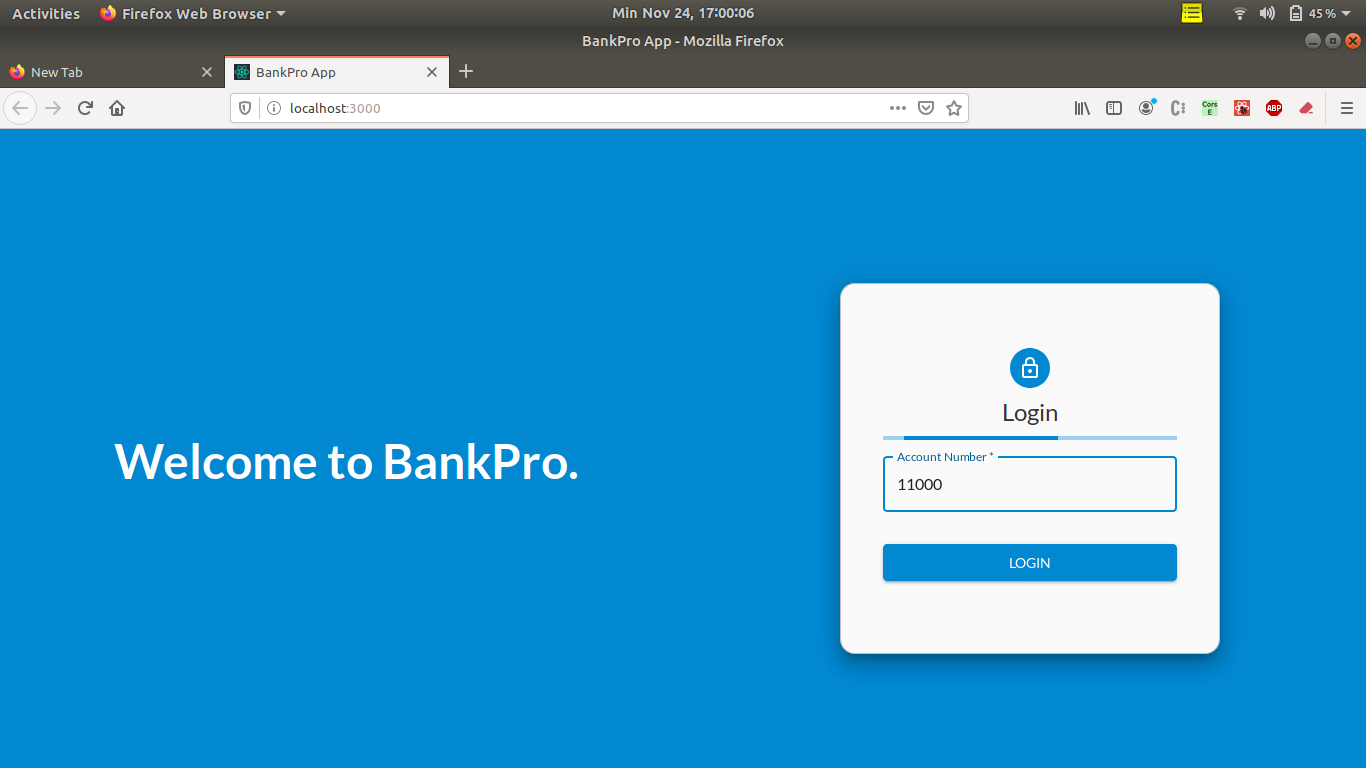 Activities Firefox Web Browser Min Nov 24, 17:00:06 45%
BankPro App - Mozilla Firefox
New Tab BankPro App
localhost:3000
Cors E ABP
Login
Account Number *
11000
Welcome to BankPro.
LOGIN